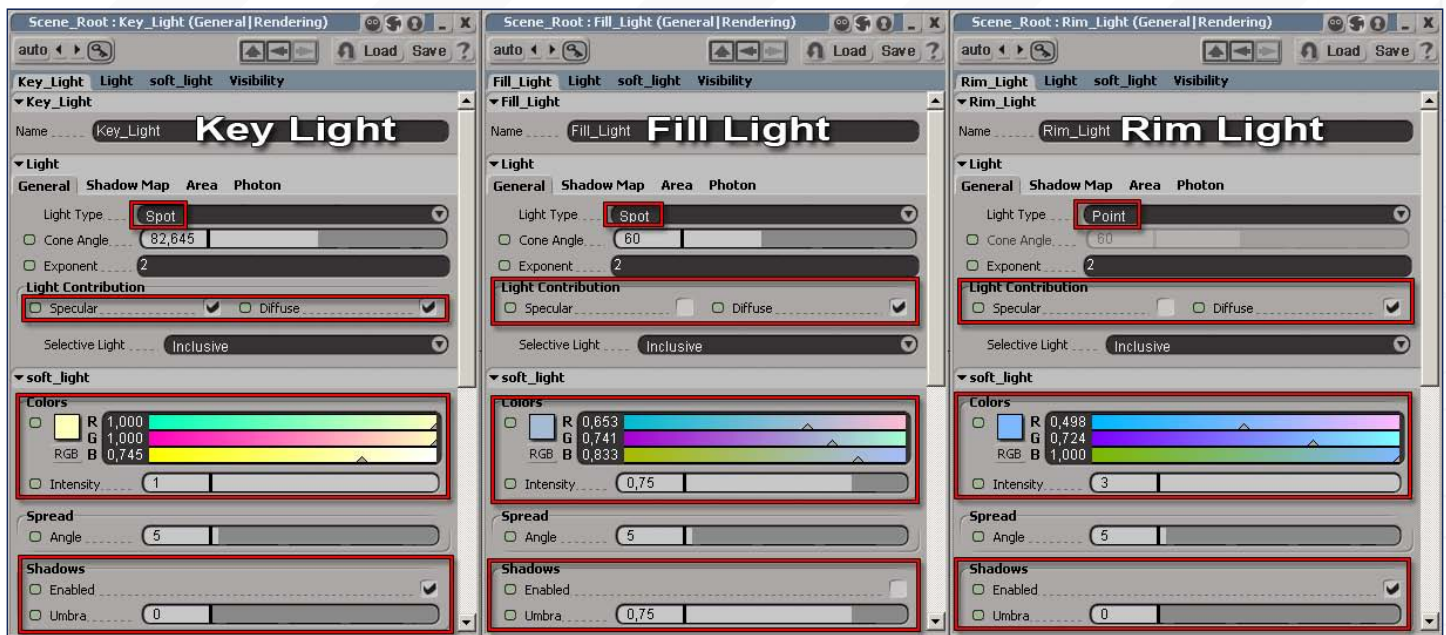 Scene_Root : Key_Light (General|Rendering)
auto
Load
Save
?
Key_Light
Light
soft_light
Visibility
Key_Light
Name
Key_Light
Key Light
Light
General
Shadow Map
Area
Photon
Light Type
Spot
Cone Angle
82,645
Exponent
2
Light Contribution
Specular
Diffuse
Selective Light
Inclusive
soft_light
Colors
R 1,000
G 1,000
RGB B 0,745
Intensity
1
Spread
Angle
5
Shadows
Enabled
Umbra
0
Scene_Root : Fill_Light (General|Rendering)
auto
Load
Save
?
Fill_Light
Light
soft_light
Visibility
Fill_Light
Name
Fill_Light
Fill Light
Light
General
Shadow Map
Area
Photon
Light Type
Spot
Cone Angle
60
Exponent
2
Light Contribution
Specular
Diffuse
Selective Light
Inclusive
soft_light
Colors
R 0,653
G 0,741
RGB B 0,833
Intensity
0,75
Spread
Angle
5
Shadows
Enabled
Umbra
0,75
Scene_Root : Rim_Light (General|Rendering)
auto
Load
Save
?
Rim_Light
Light
soft_light
Visibility
Rim_Light
Name
Rim_Light
Rim Light
Light
General
Shadow Map
Area
Photon
Light Type
Point
Cone Angle
60
Exponent
2
Light Contribution
Specular
Diffuse
Selective Light
Inclusive
soft_light
Colors
R 0,498
G 0,724
RGB B 1,000
Intensity
3
Spread
Angle
5
Shadows
Enabled
Umbra
0